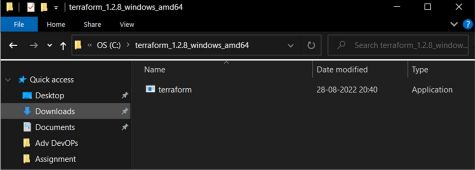 terraform_1.2.8_windows_amd64
File Home Share View
« OS (C:) › terraform_1.2.8_windows_amd64
Search terraform_1.2.8_window...
Name Date modified Type
Quick access
terraform 28-08-2022 20:40 Application
Desktop
Downloads
Documents
Adv DevOPs
Assignment